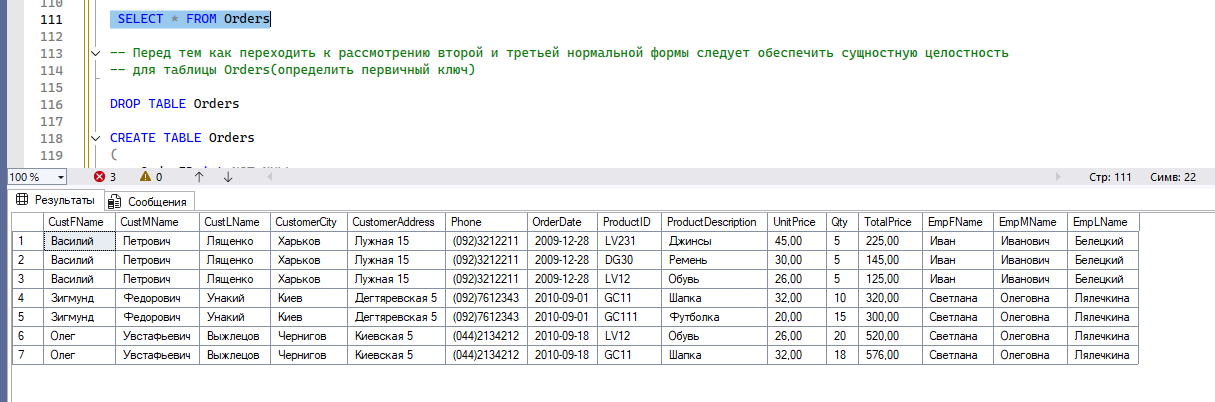 110
111 SELECT * FROM Orders
112
113 -- Перед тем как переходить к рассмотрению второй и третьей нормальной формы следует обеспечить сущностную целостность
114 -- для таблицы Orders(определить первичный ключ)
115
116 DROP TABLE Orders
117
118 CREATE TABLE Orders
119 (
100 % 3 0 Стр: 111 Симв: 22
Результаты Сообщения
CustFName CustMName CustLName CustomerCity CustomerAddress Phone OrderDate ProductID ProductDescription UnitPrice Qty TotalPrice EmpFName EmpMName EmpLName
1 Василий Петрович Лященко Харьков Лужная 15 (092)3212211 2009-12-28 LV231 Джинсы 45,00 5 225,00 Иван Иванович Белецкий
2 Василий Петрович Лященко Харьков Лужная 15 (092)3212211 2009-12-28 DG30 Ремень 30,00 5 145,00 Иван Иванович Белецкий
3 Василий Петрович Лященко Харьков Лужная 15 (092)3212211 2009-12-28 LV12 Обувь 26,00 5 125,00 Иван Иванович Белецкий
4 Зигмунд Федорович Унакий Киев Дегтяревская 5 (092)7612343 2010-09-01 GC11 Шапка 32,00 10 320,00 Светлана Олеговна Лялечкина
5 Зигмунд Федорович Унакий Киев Дегтяревская 5 (092)7612343 2010-09-01 GC111 Футболка 20,00 15 300,00 Светлана Олеговна Лялечкина
6 Олег Увстафьевич Выжлецов Чернигов Киевская 5 (044)2134212 2010-09-18 LV12 Обувь 26,00 20 520,00 Светлана Олеговна Лялечкина
7 Олег Увстафьевич Выжлецов Чернигов Киевская 5 (044)2134212 2010-09-18 GC11 Шапка 32,00 18 576,00 Светлана Олеговна Лялечкина